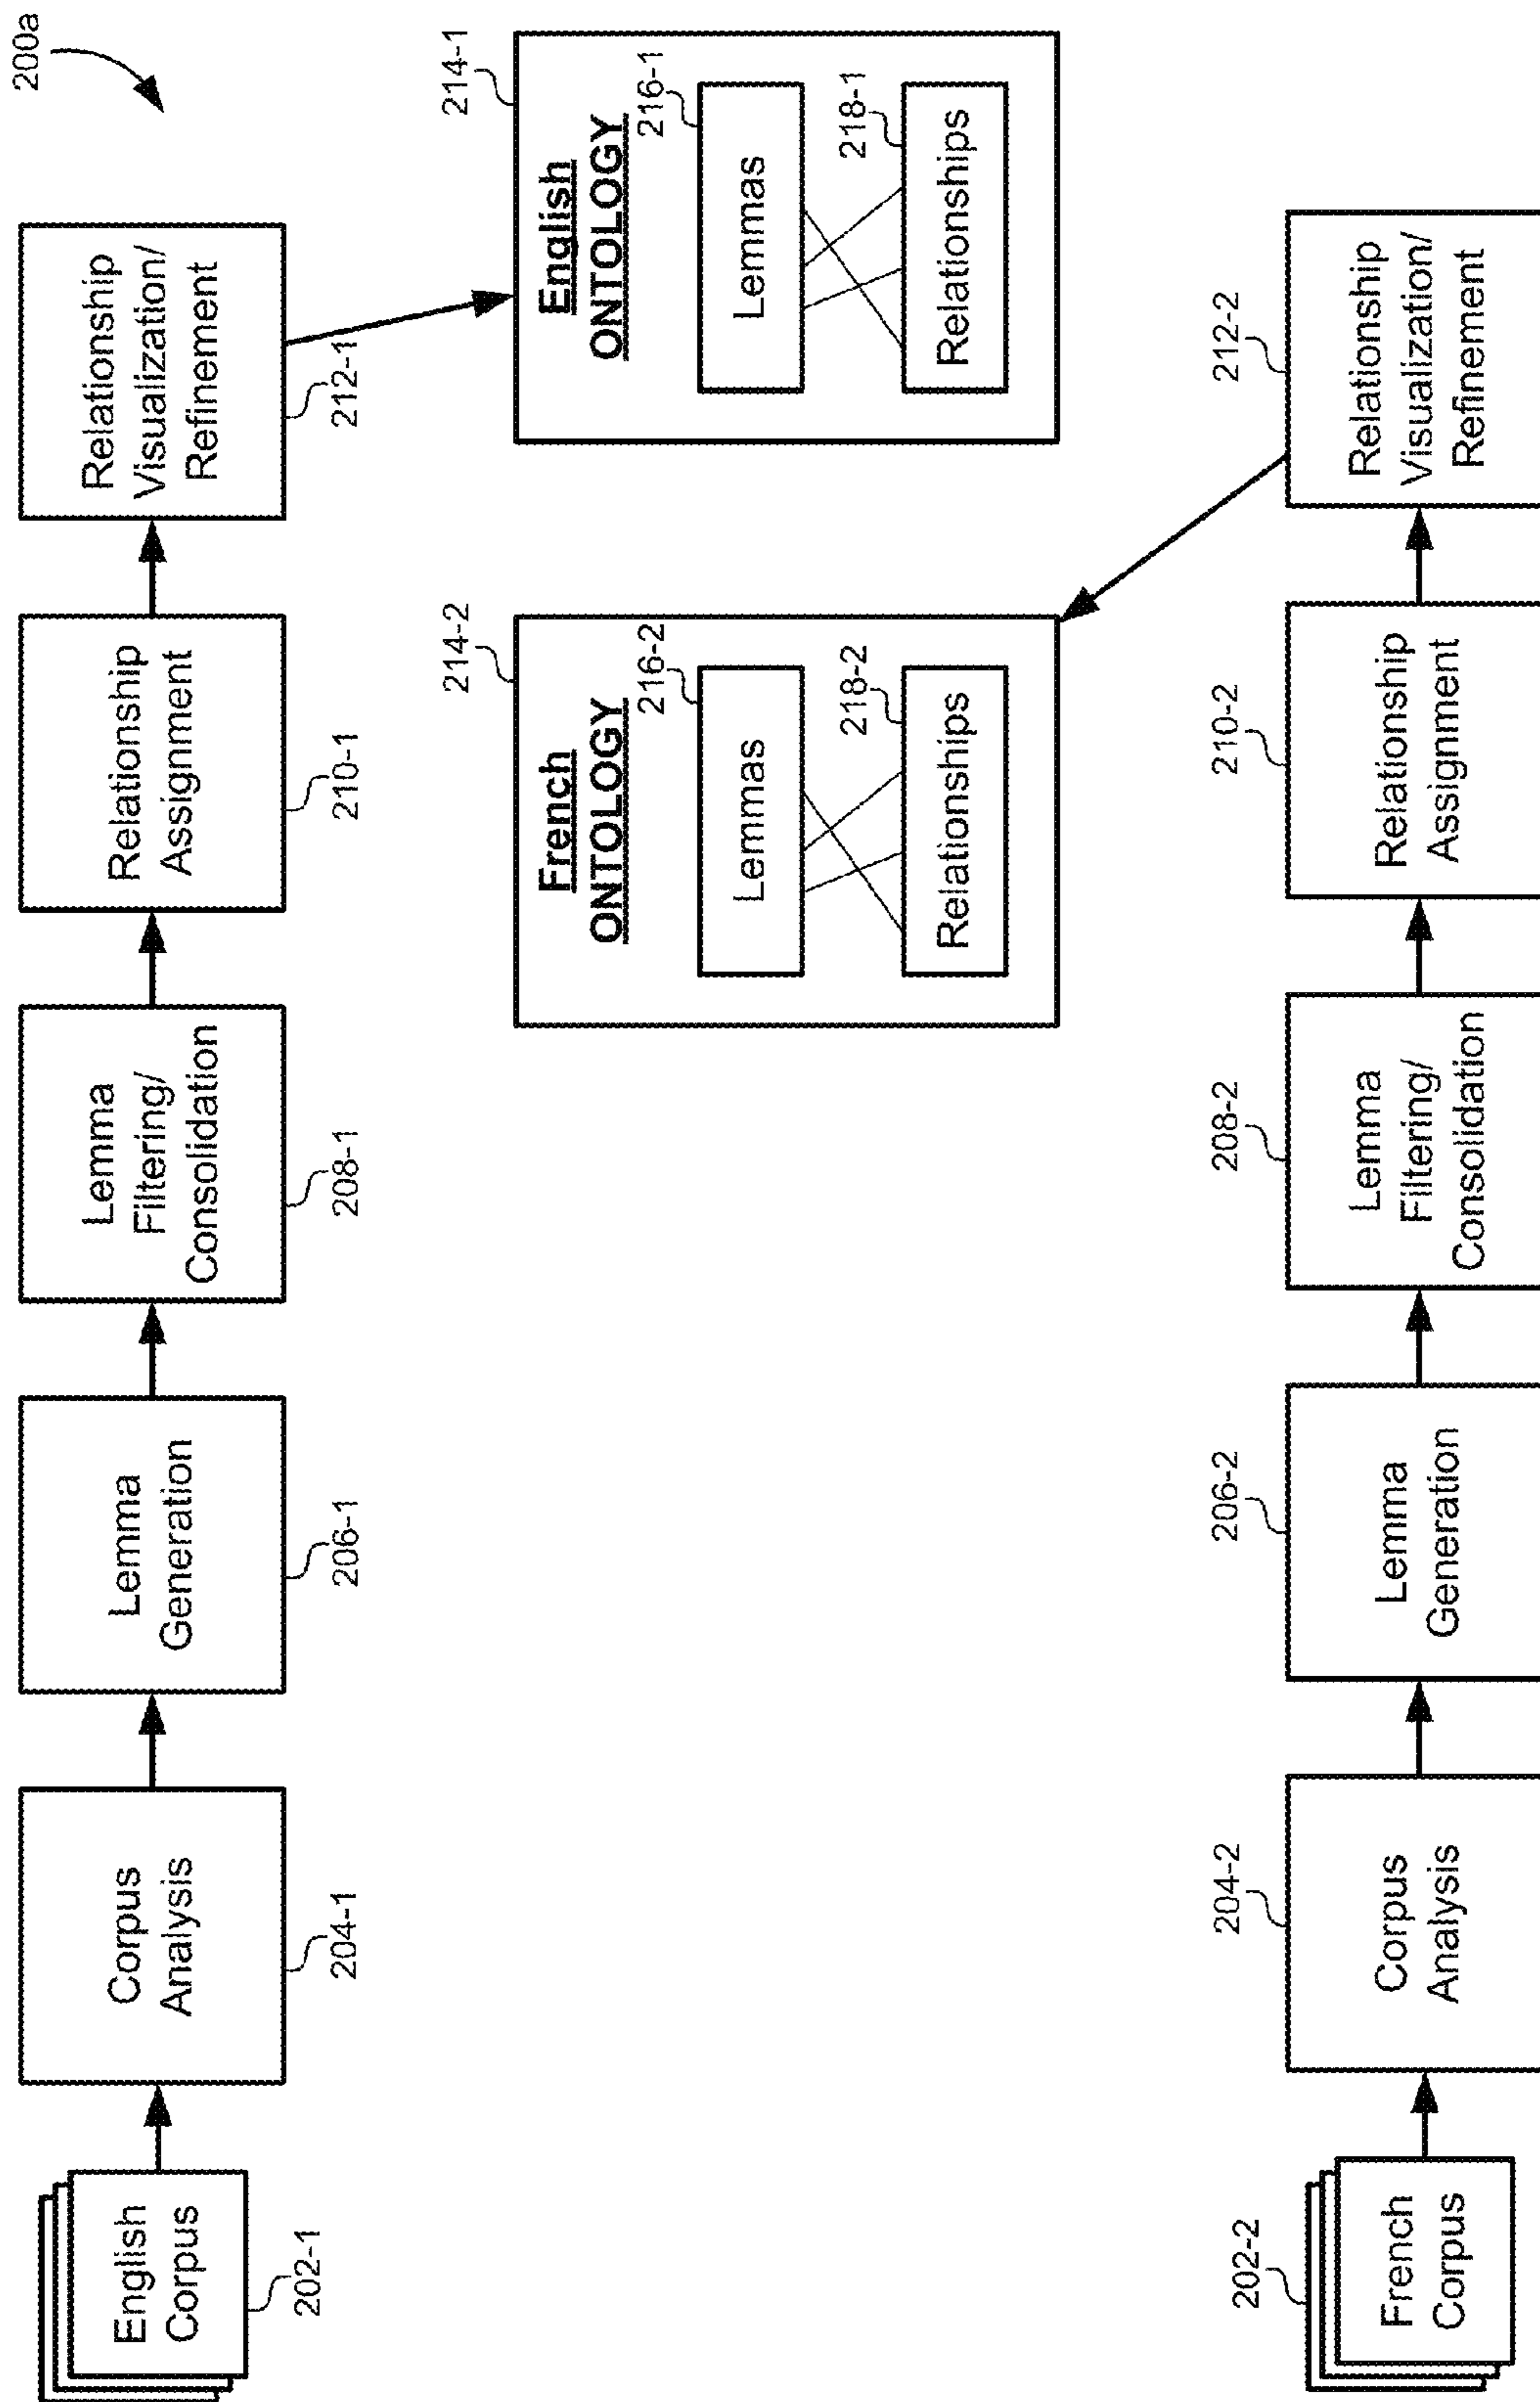 200a
English
Corpus
202-1
Corpus
Analysis
204-1
Lemma
Generation
206-1
Lemma
Filtering/
Consolidation
208-1
Relationship
Assignment
210-1
Relationship
Visualization/
Refinement
212-1
214-2
French
ONTOLOGY
216-2
Lemmas
218-2
Relationships
214-1
English
ONTOLOGY
216-1
Lemmas
218-1
Relationships
202-2
French
Corpus
204-2
Corpus
Analysis
206-2
Lemma
Generation
208-2
Lemma
Filtering/
Consolidation
210-2
Relationship
Assignment
212-2
Relationship
Visualization/
Refinement